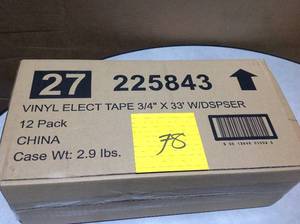 27 225843
VINYL ELECT TAPE 3/4" X 33' W/DSPSER
12 Pack
CHINA
Case Wt: 2.9 lbs.
78